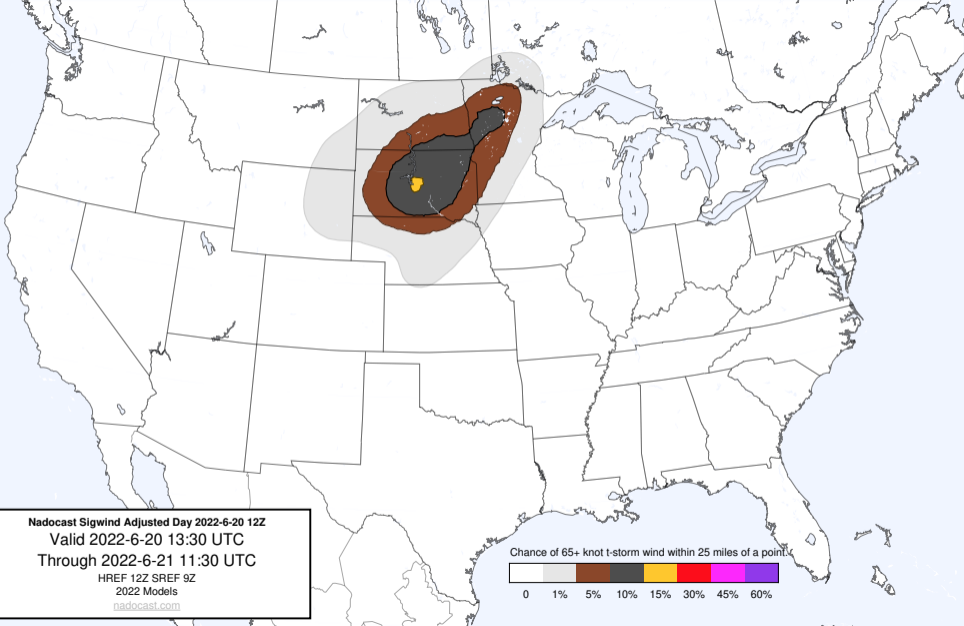 Nadocast Sigwind Adjusted Day 2022-6-20 12Z
Valid 2022-6-20 13:30 UTC
Through 2022-6-21 11:30 UTC
HREF 12Z SREF 9Z
2022 Models
nadocast.com
Chance of 65+ knot t-storm wind within 25 miles of a point.
0 1% 5% 10% 15% 30% 45% 60%